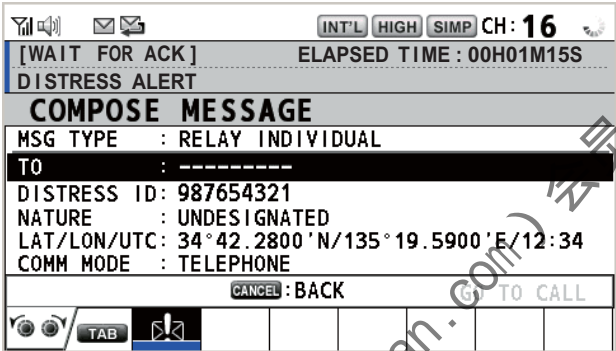 INT'L HIGH SIMP CH: 16
[WAIT FOR ACK] ELAPSED TIME : 00H01M15S
DISTRESS ALERT
COMPOSE MESSAGE
MSG TYPE : RELAY INDIVIDUAL
TO : ---------
DISTRESS ID: 987654321
NATURE : UNDESIGNATED
LAT/LON/UTC: 34°42.2800'N/135°19.5900'E/12:34
COMM MODE : TELEPHONE
CANCEL : BACK GO TO CALL
TAB